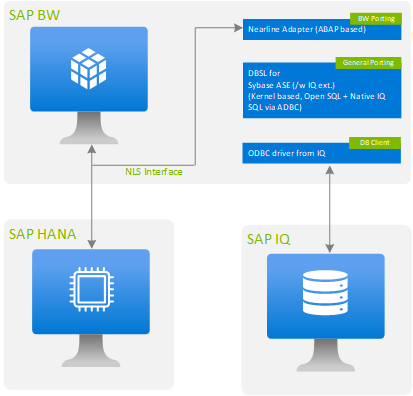 SAP BW
BW Porting
Nearline Adapter (ABAP based)
General Porting
DBSL for
Sybase ASE (/w IQ ext.)
(Kernel based, Open SQL + Native IQ
SQL via ADBC)
DB Client
ODBC driver from IQ
NLS Interface
SAP HANA
SAP IQ